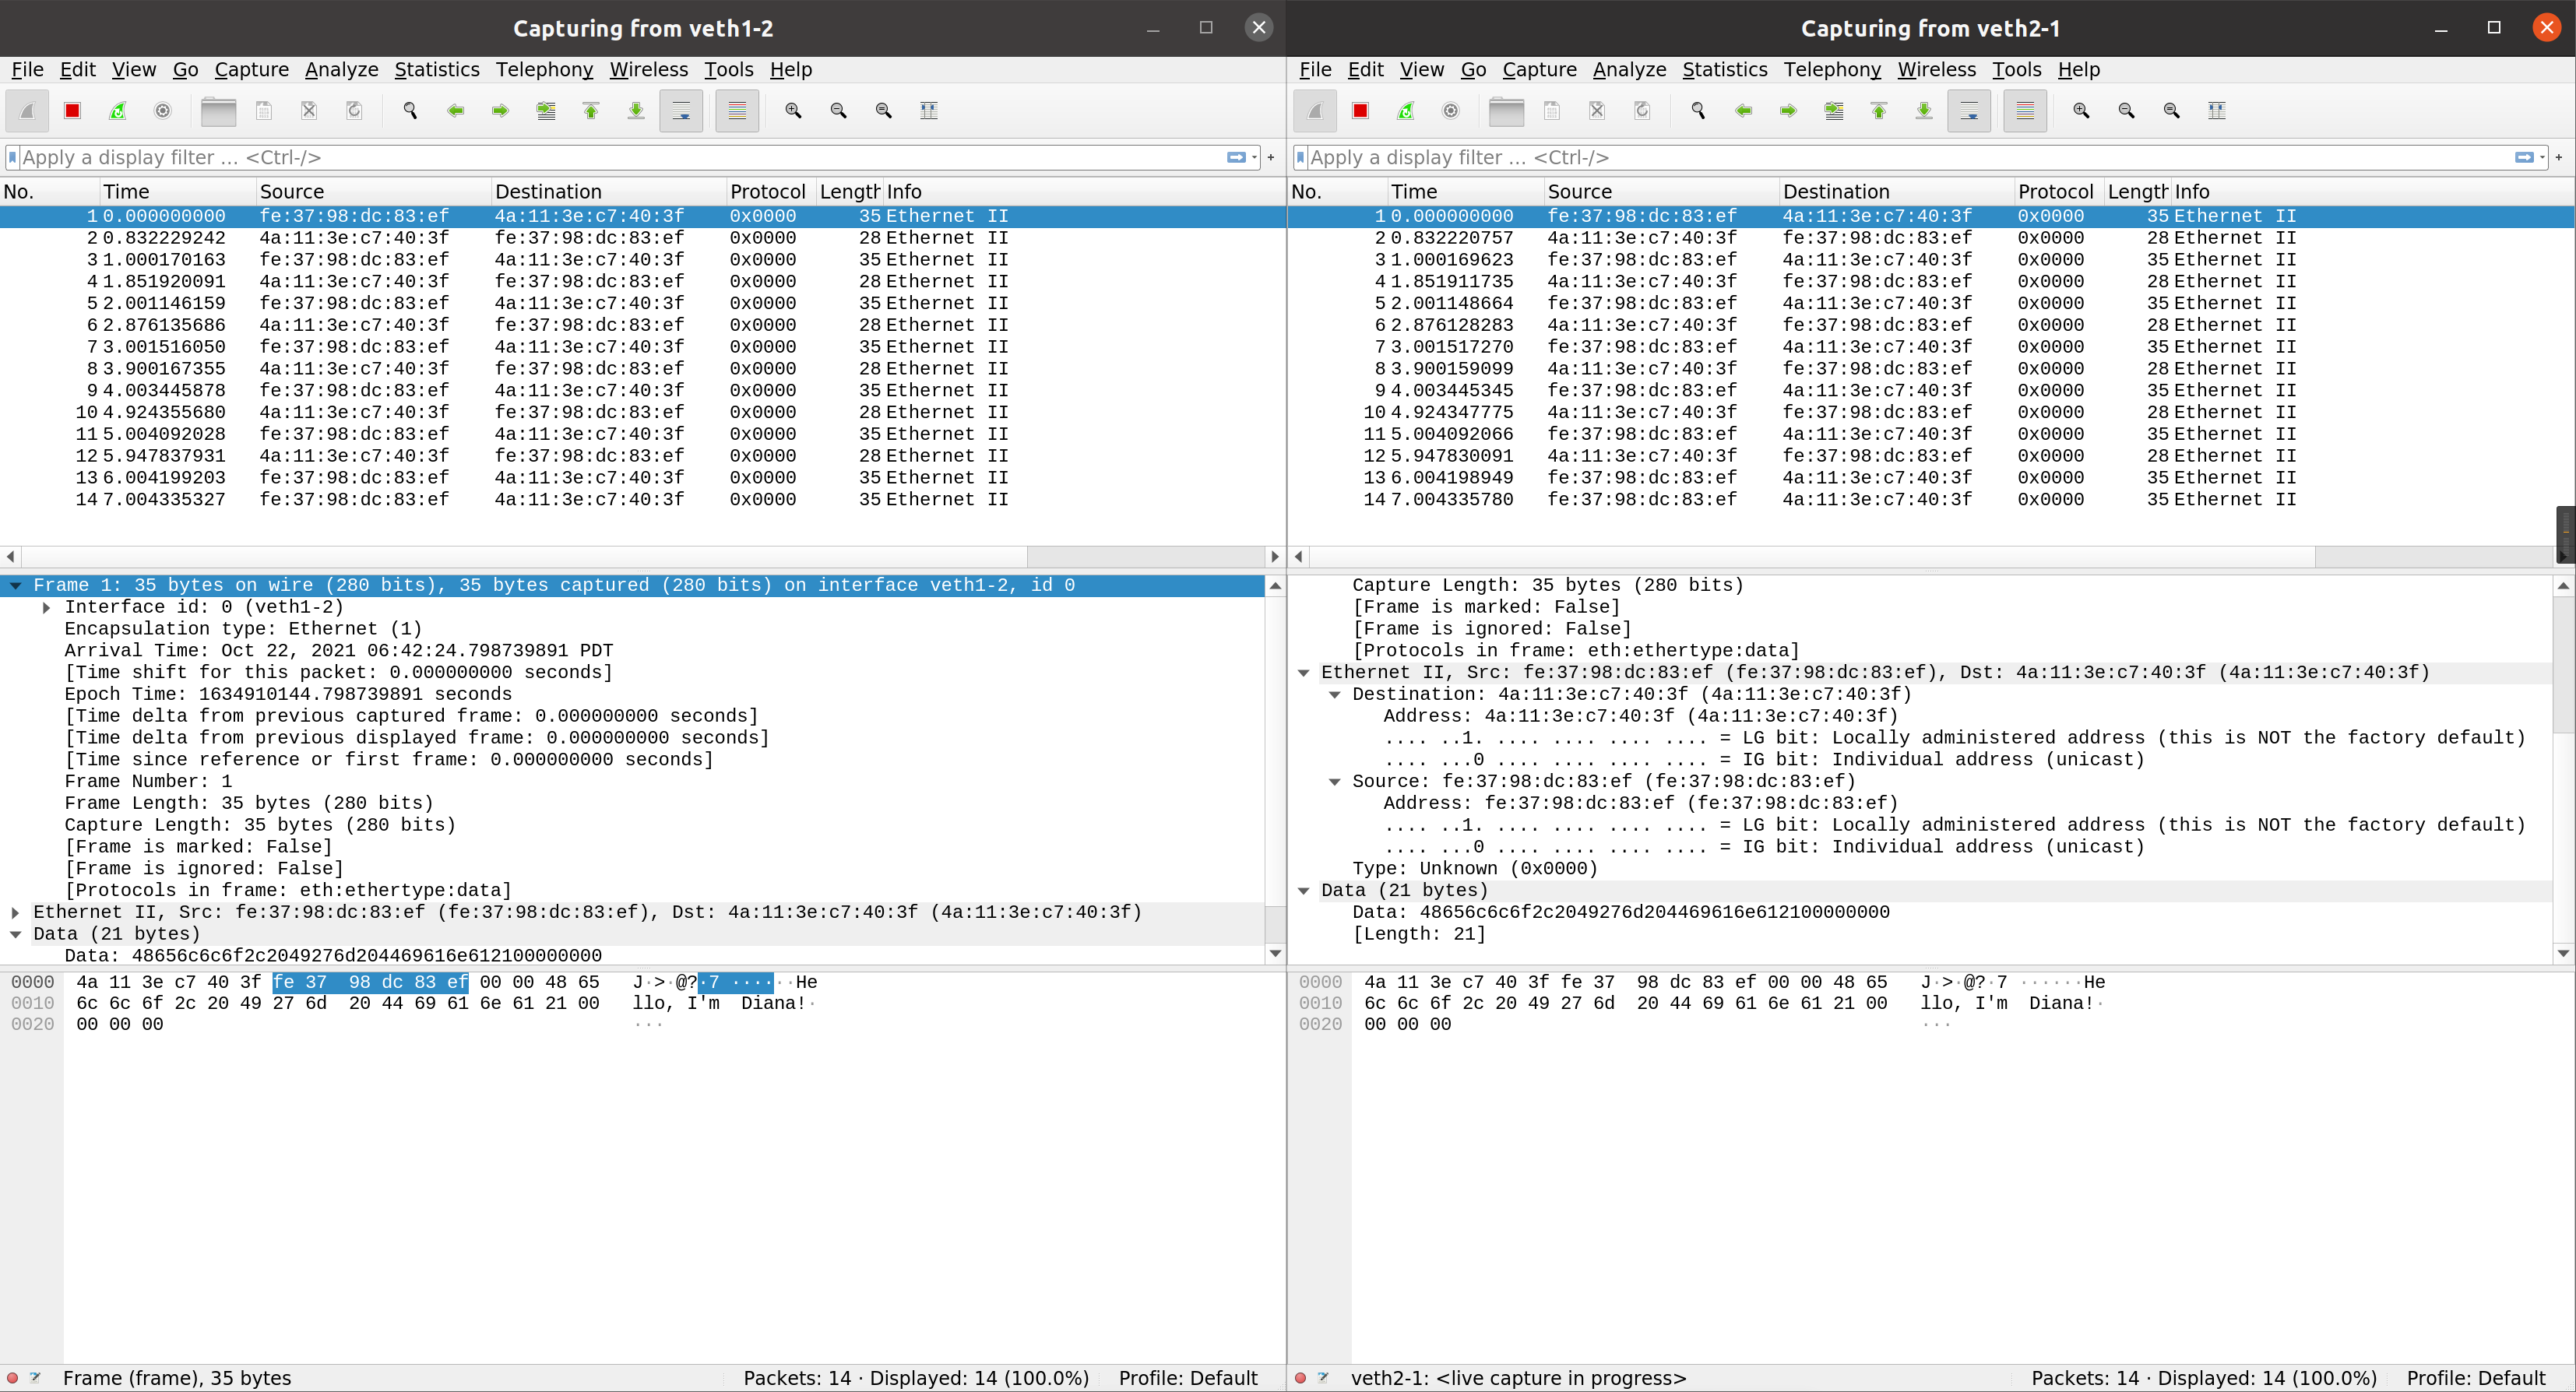 Capturing from veth1-2
File Edit View Go Capture Analyze Statistics Telephony Wireless Tools Help
Apply a display filter ... <Ctrl-/>
No. Time Source Destination Protocol Length Info
1 0.000000000 fe:37:98:dc:83:ef 4a:11:3e:c7:40:3f 0x0000 35 Ethernet II
2 0.832229242 4a:11:3e:c7:40:3f fe:37:98:dc:83:ef 0x0000 28 Ethernet II
3 1.000170163 fe:37:98:dc:83:ef 4a:11:3e:c7:40:3f 0x0000 35 Ethernet II
4 1.851920091 4a:11:3e:c7:40:3f fe:37:98:dc:83:ef 0x0000 28 Ethernet II
5 2.001146159 fe:37:98:dc:83:ef 4a:11:3e:c7:40:3f 0x0000 35 Ethernet II
6 2.876135686 4a:11:3e:c7:40:3f fe:37:98:dc:83:ef 0x0000 28 Ethernet II
7 3.001516050 fe:37:98:dc:83:ef 4a:11:3e:c7:40:3f 0x0000 35 Ethernet II
8 3.900167355 4a:11:3e:c7:40:3f fe:37:98:dc:83:ef 0x0000 28 Ethernet II
9 4.003445878 fe:37:98:dc:83:ef 4a:11:3e:c7:40:3f 0x0000 35 Ethernet II
10 4.924355680 4a:11:3e:c7:40:3f fe:37:98:dc:83:ef 0x0000 28 Ethernet II
11 5.004092028 fe:37:98:dc:83:ef 4a:11:3e:c7:40:3f 0x0000 35 Ethernet II
12 5.947837931 4a:11:3e:c7:40:3f fe:37:98:dc:83:ef 0x0000 28 Ethernet II
13 6.004199203 fe:37:98:dc:83:ef 4a:11:3e:c7:40:3f 0x0000 35 Ethernet II
14 7.004335327 fe:37:98:dc:83:ef 4a:11:3e:c7:40:3f 0x0000 35 Ethernet II
Frame 1: 35 bytes on wire (280 bits), 35 bytes captured (280 bits) on interface veth1-2, id 0
Interface id: 0 (veth1-2)
Encapsulation type: Ethernet (1)
Arrival Time: Oct 22, 2021 06:42:24.798739891 PDT
[Time shift for this packet: 0.000000000 seconds]
Epoch Time: 1634910144.798739891 seconds
[Time delta from previous captured frame: 0.000000000 seconds]
[Time delta from previous displayed frame: 0.000000000 seconds]
[Time since reference or first frame: 0.000000000 seconds]
Frame Number: 1
Frame Length: 35 bytes (280 bits)
Capture Length: 35 bytes (280 bits)
[Frame is marked: False]
[Frame is ignored: False]
[Protocols in frame: eth:ethertype:data]
Ethernet II, Src: fe:37:98:dc:83:ef (fe:37:98:dc:83:ef), Dst: 4a:11:3e:c7:40:3f (4a:11:3e:c7:40:3f)
Data (21 bytes)
Data: 48656c6c6f2c2049276d204469616e612100000000
0000 4a 11 3e c7 40 3f fe 37 98 dc 83 ef 00 00 48 65 J·>·@?·7 ······He
0010 6c 6c 6f 2c 20 49 27 6d 20 44 69 61 6e 61 21 00 llo, I'm Diana!·
0020 00 00 00 ···
Frame (frame), 35 bytes Packets: 14 · Displayed: 14 (100.0%) Profile: Default
Capturing from veth2-1
File Edit View Go Capture Analyze Statistics Telephony Wireless Tools Help
Apply a display filter ... <Ctrl-/>
No. Time Source Destination Protocol Length Info
1 0.000000000 fe:37:98:dc:83:ef 4a:11:3e:c7:40:3f 0x0000 35 Ethernet II
2 0.832220757 4a:11:3e:c7:40:3f fe:37:98:dc:83:ef 0x0000 28 Ethernet II
3 1.000169623 fe:37:98:dc:83:ef 4a:11:3e:c7:40:3f 0x0000 35 Ethernet II
4 1.851911735 4a:11:3e:c7:40:3f fe:37:98:dc:83:ef 0x0000 28 Ethernet II
5 2.001148664 fe:37:98:dc:83:ef 4a:11:3e:c7:40:3f 0x0000 35 Ethernet II
6 2.876128283 4a:11:3e:c7:40:3f fe:37:98:dc:83:ef 0x0000 28 Ethernet II
7 3.001517270 fe:37:98:dc:83:ef 4a:11:3e:c7:40:3f 0x0000 35 Ethernet II
8 3.900159099 4a:11:3e:c7:40:3f fe:37:98:dc:83:ef 0x0000 28 Ethernet II
9 4.003445345 fe:37:98:dc:83:ef 4a:11:3e:c7:40:3f 0x0000 35 Ethernet II
10 4.924347775 4a:11:3e:c7:40:3f fe:37:98:dc:83:ef 0x0000 28 Ethernet II
11 5.004092066 fe:37:98:dc:83:ef 4a:11:3e:c7:40:3f 0x0000 35 Ethernet II
12 5.947830091 4a:11:3e:c7:40:3f fe:37:98:dc:83:ef 0x0000 28 Ethernet II
13 6.004198949 fe:37:98:dc:83:ef 4a:11:3e:c7:40:3f 0x0000 35 Ethernet II
14 7.004335780 fe:37:98:dc:83:ef 4a:11:3e:c7:40:3f 0x0000 35 Ethernet II
Capture Length: 35 bytes (280 bits)
[Frame is marked: False]
[Frame is ignored: False]
[Protocols in frame: eth:ethertype:data]
Ethernet II, Src: fe:37:98:dc:83:ef (fe:37:98:dc:83:ef), Dst: 4a:11:3e:c7:40:3f (4a:11:3e:c7:40:3f)
Destination: 4a:11:3e:c7:40:3f (4a:11:3e:c7:40:3f)
Address: 4a:11:3e:c7:40:3f (4a:11:3e:c7:40:3f)
.... ..1. .... .... .... .... = LG bit: Locally administered address (this is NOT the factory default)
.... ...0 .... .... .... .... = IG bit: Individual address (unicast)
Source: fe:37:98:dc:83:ef (fe:37:98:dc:83:ef)
Address: fe:37:98:dc:83:ef (fe:37:98:dc:83:ef)
.... ..1. .... .... .... .... = LG bit: Locally administered address (this is NOT the factory default)
.... ...0 .... .... .... .... = IG bit: Individual address (unicast)
Type: Unknown (0x0000)
Data (21 bytes)
Data: 48656c6c6f2c2049276d204469616e612100000000
[Length: 21]
0000 4a 11 3e c7 40 3f fe 37 98 dc 83 ef 00 00 48 65 J·>·@?·7 ······He
0010 6c 6c 6f 2c 20 49 27 6d 20 44 69 61 6e 61 21 00 llo, I'm Diana!·
0020 00 00 00 ···
veth2-1: <live capture in progress> Packets: 14 · Displayed: 14 (100.0%) Profile: Default